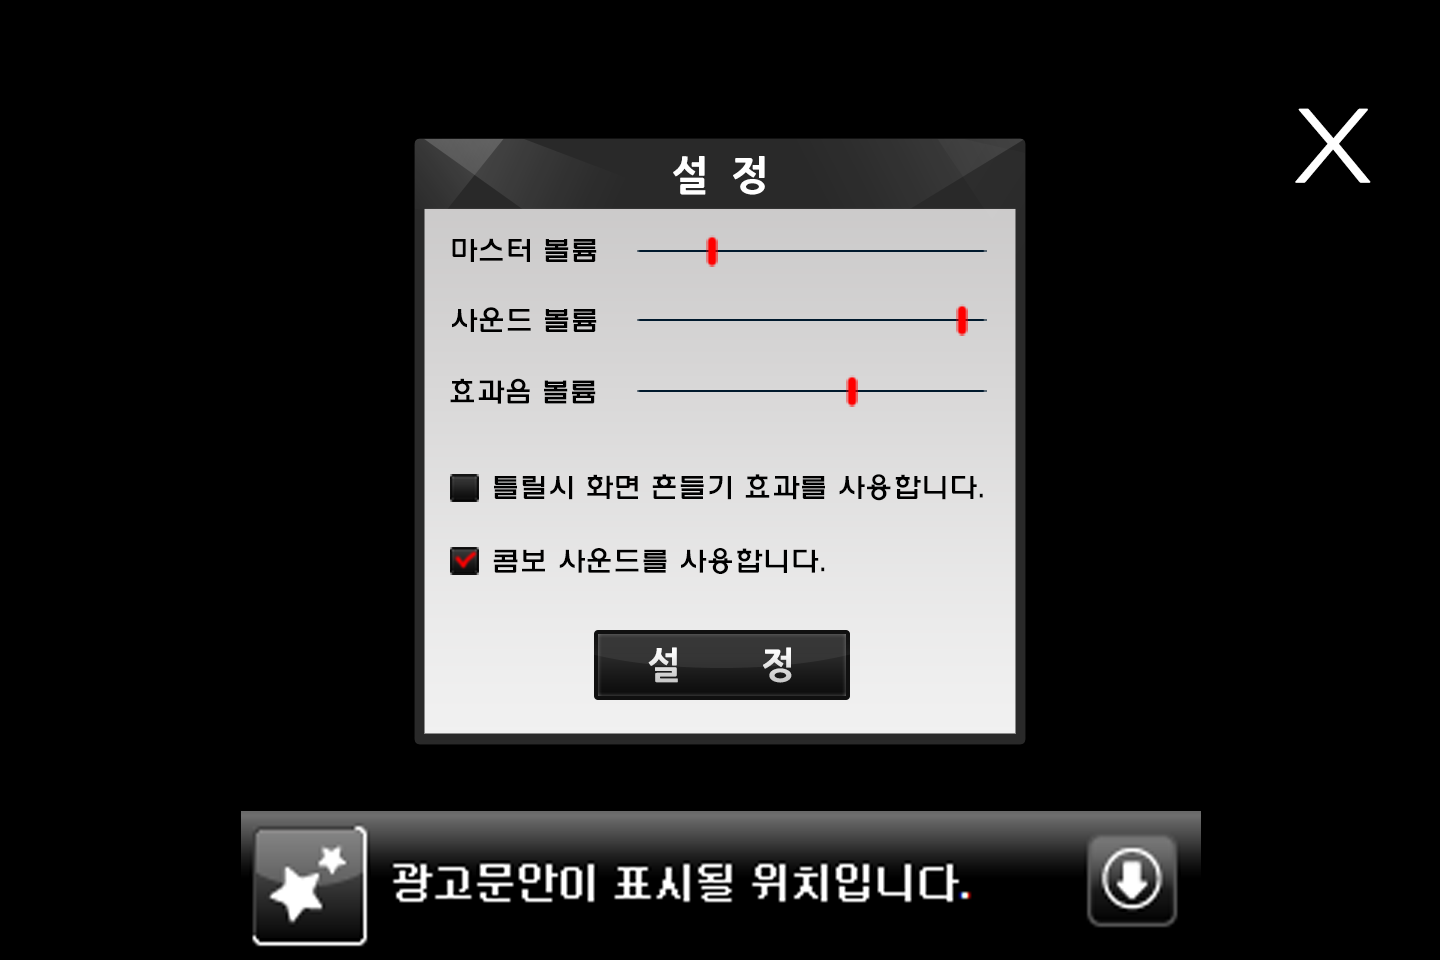 설 정
마스터 볼륨
사운드 볼륨
효과음 볼륨
틀릴시 화면 흔들기 효과를 사용합니다.
콤보 사운드를 사용합니다.
설 정
광고문안이 표시될 위치입니다.